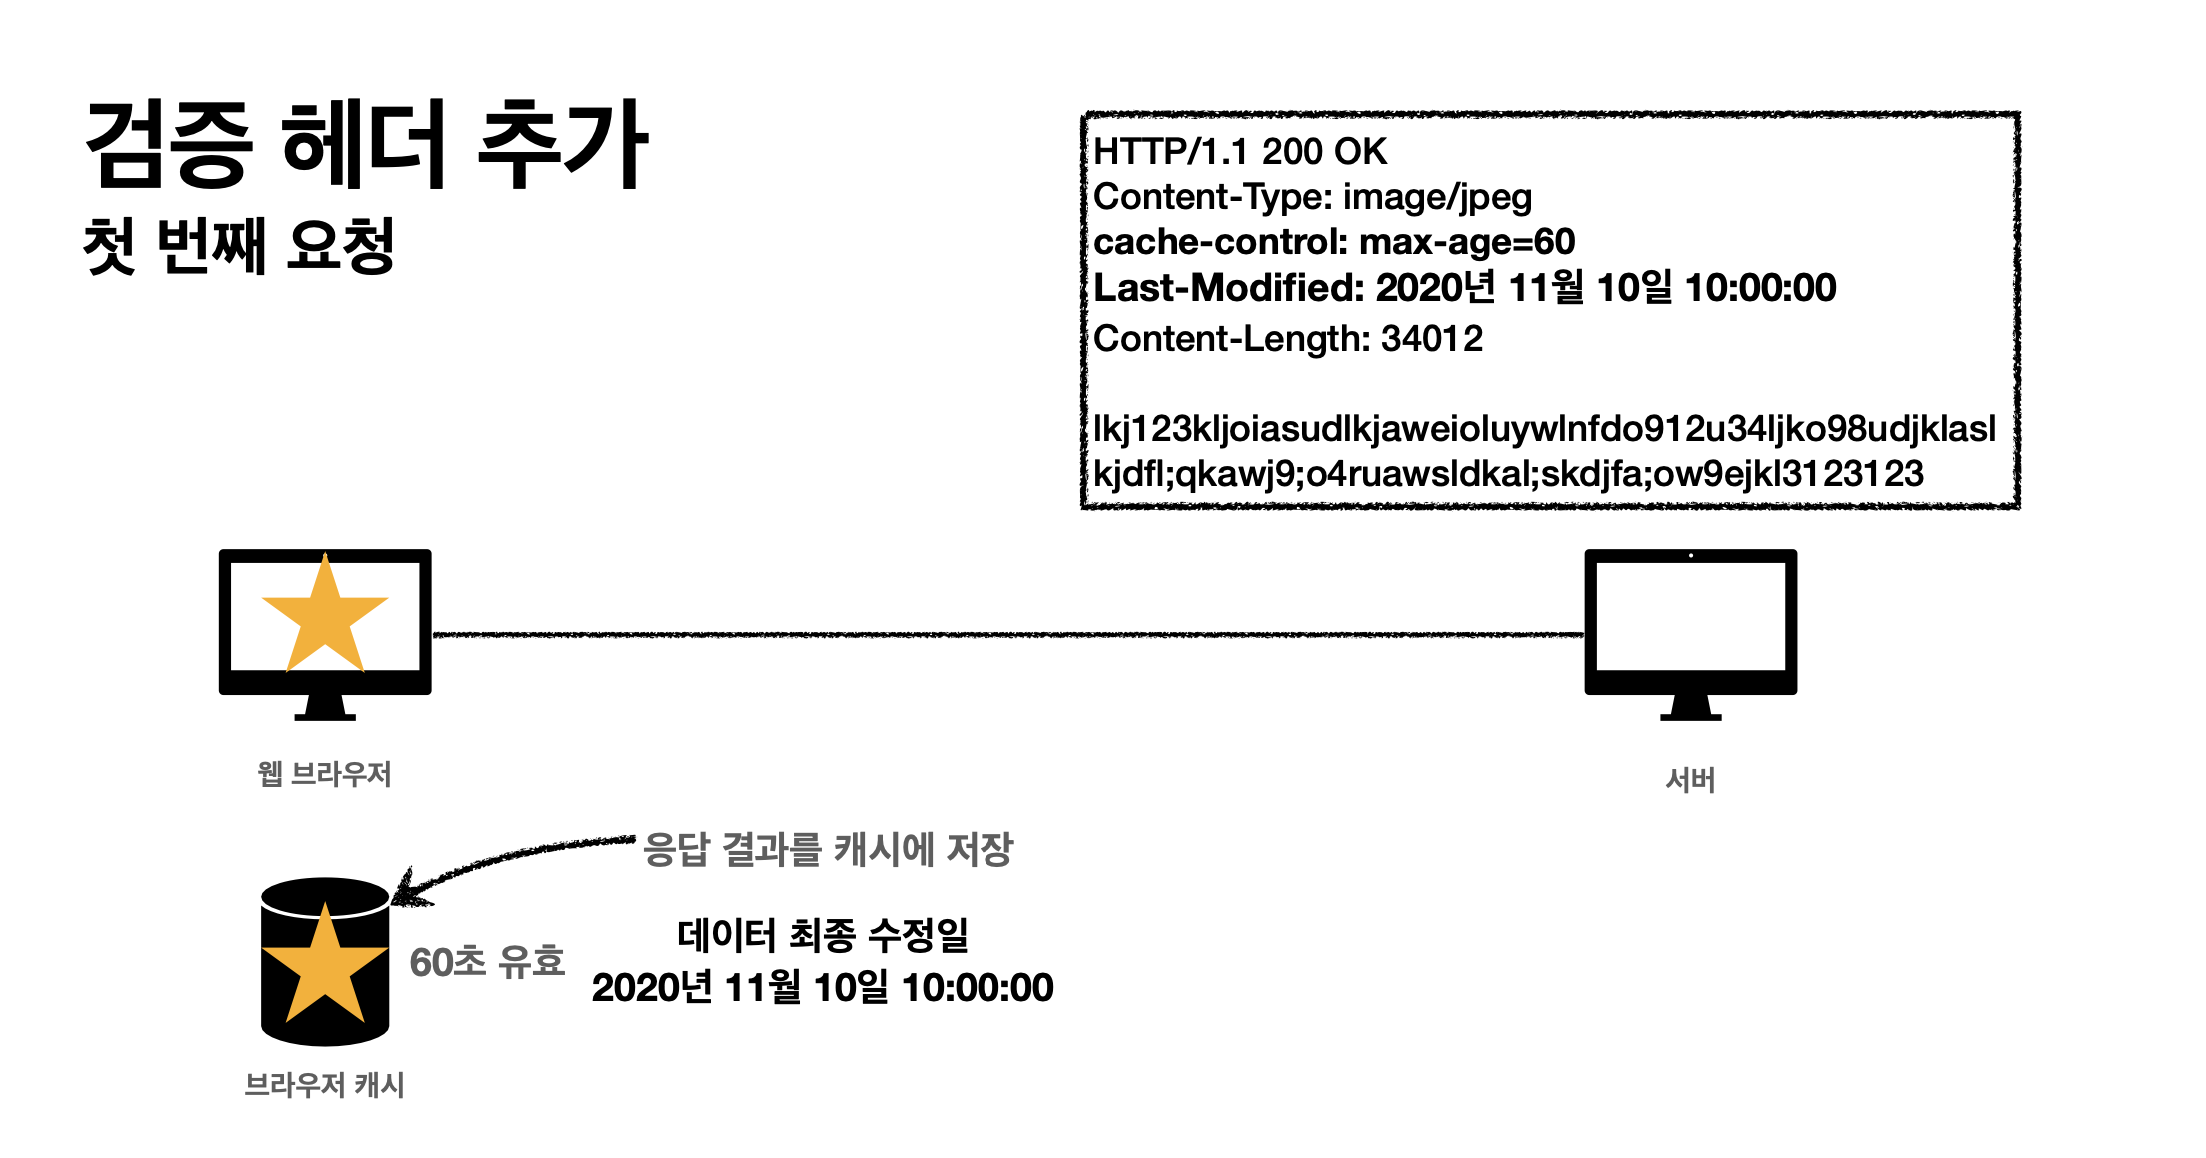 검증 헤더 추가
첫 번째 요청
HTTP/1.1 200 OK
Content-Type: image/jpeg
cache-control: max-age=60
Last-Modified: 2020년 11월 10일 10:00:00
Content-Length: 34012
lkj123kljoiasudlkjaweioluywlnfdo912u34ljko98udjklasl
kjdfl;qkawj9;o4ruawsldkal;skdjfa;ow9ejkl3123123
웹 브라우저
서버
응답 결과를 캐시에 저장
60초 유효
데이터 최종 수정일
2020년 11월 10일 10:00:00
브라우저 캐시